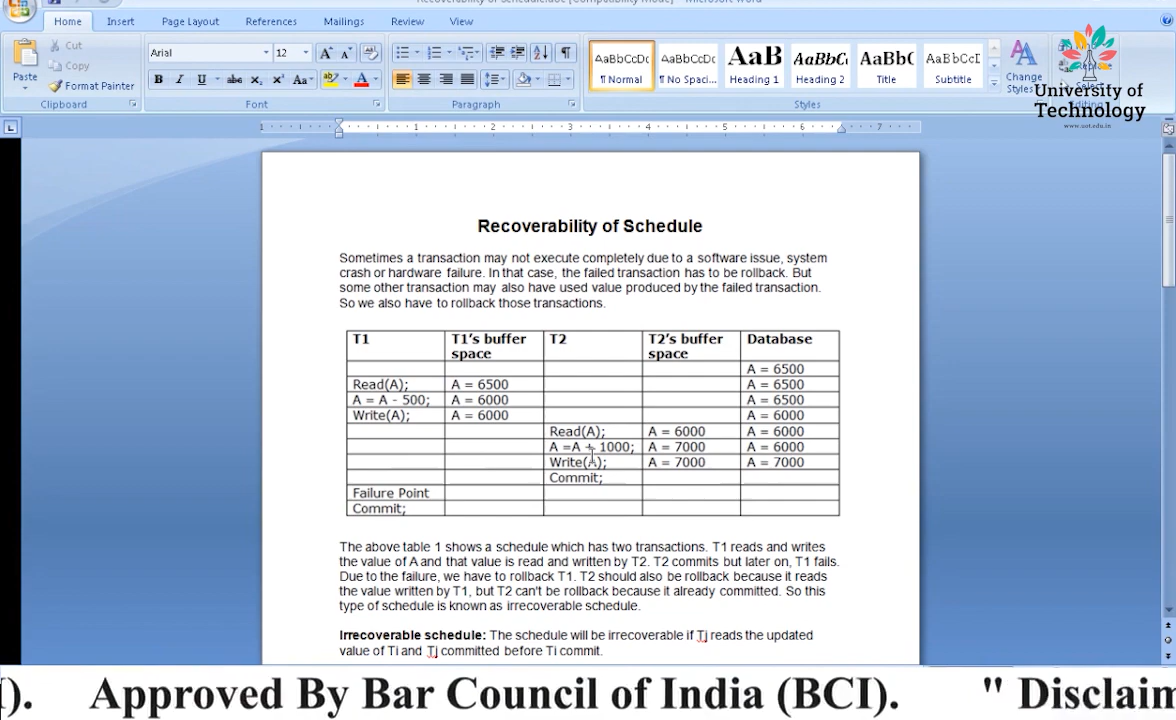 Home Insert Page Layout References Mailings Review View
Paste
Cut
Copy
Format Painter
Clipboard
Arial 12
Font
Paragraph
AaBbCcDc AaBbCcDc AaB AaBbC AaBb( AaBbCcI
¶ Normal ¶ No Spaci... Heading 1 Heading 2 Title Subtitle
Change Styles
Styles
University of
Technology
www.uot.edu.in
Recoverability of Schedule
Sometimes a transaction may not execute completely due to a software issue, system
crash or hardware failure. In that case, the failed transaction has to be rollback. But
some other transaction may also have used value produced by the failed transaction.
So we also have to rollback those transactions.
T1 T1's buffer space T2 T2's buffer space Database
A = 6500
Read(A); A = 6500 A = 6500
A = A - 500; A = 6000 A = 6500
Write(A); A = 6000 A = 6000
Read(A); A = 6000 A = 6000
A =A + 1000; A = 7000 A = 6000
Write(A); A = 7000 A = 7000
Commit;
Failure Point
Commit;
The above table 1 shows a schedule which has two transactions. T1 reads and writes
the value of A and that value is read and written by T2. T2 commits but later on, T1 fails.
Due to the failure, we have to rollback T1. T2 should also be rollback because it reads
the value written by T1, but T2 can't be rollback because it already committed. So this
type of schedule is known as irrecoverable schedule.
Irrecoverable schedule: The schedule will be irrecoverable if Tj reads the updated
value of Ti and Tj committed before Ti commit.
I). Approved By Bar Council of India (BCI). " Disclaim